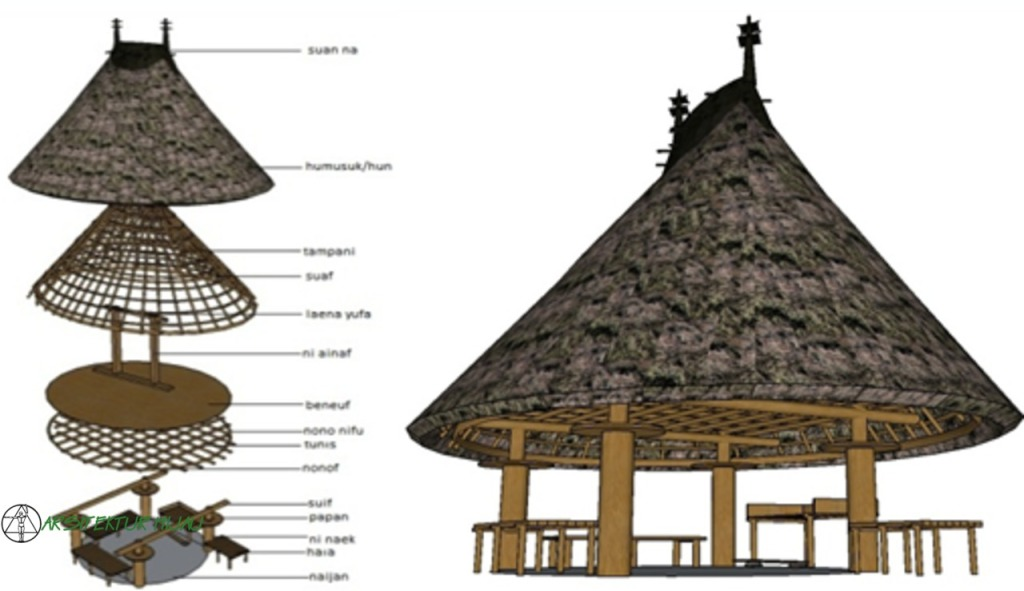 suan na
humusuk/hun
tampani
suaf
laena yufa
ni ainaf
beneuf
nono nifu
tunis
nonof
suif
papan
ni naek
hala
naijan